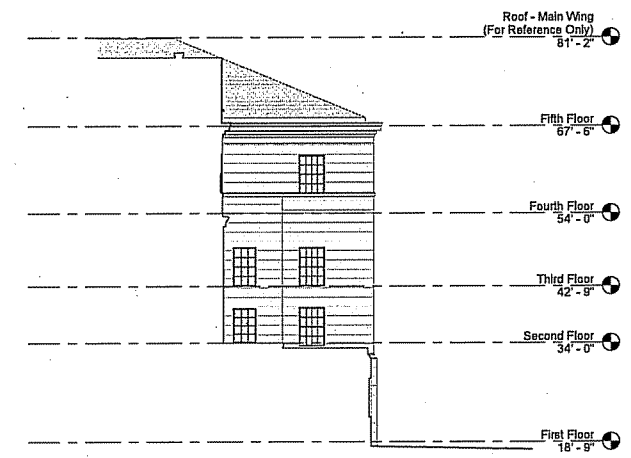 Roof - Main Wing
(For Reference Only)
81' - 2"
Fifth Floor
67' - 6"
Fourth Floor
54' - 0"
Third Floor
42' - 9"
Second Floor
34' - 0"
First Floor
18' - 9"